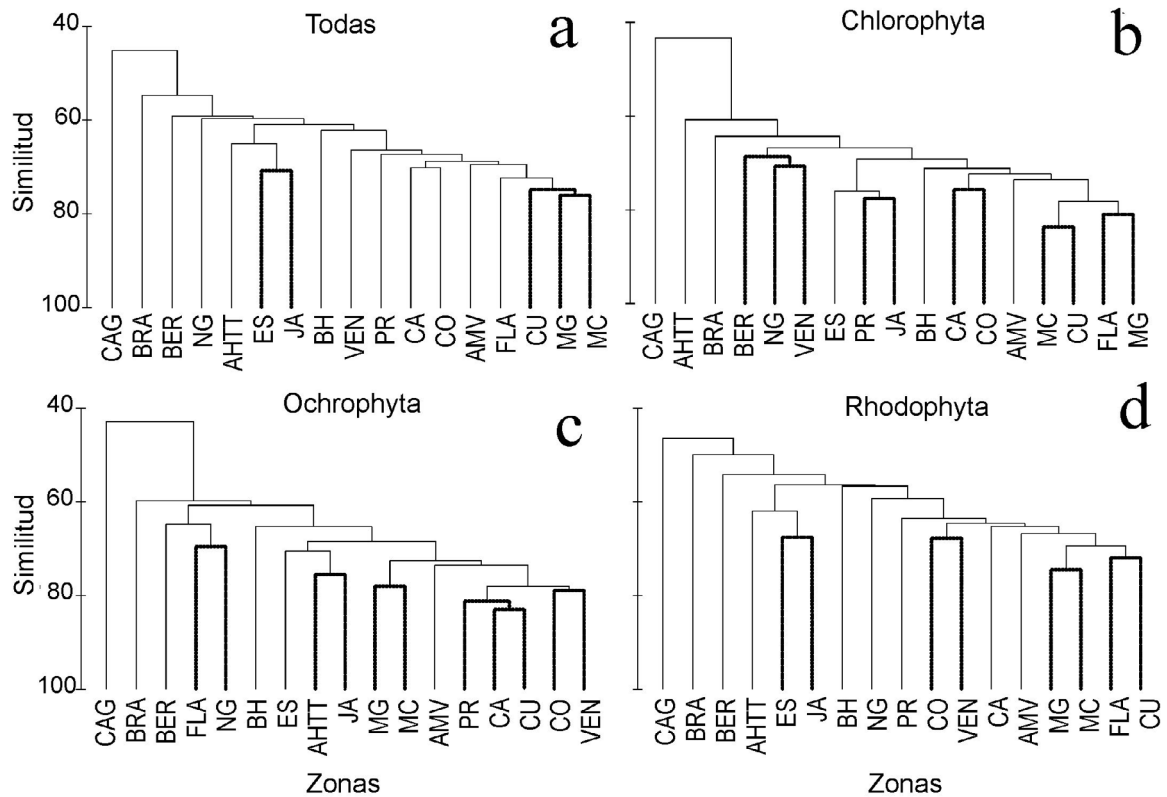 Todas
a
40
60
80
100
Similitud
CAG BRA BER NG AHTT ES JA BH VEN PR CA CO AMV FLA CU MG MC
Chlorophyta
b
CAG AHTT BRA BER NG VEN ES PR JA BH CA CO AMV MC CU FLA MG
Ochrophyta
c
40
60
80
100
Similitud
CAG BRA BER FLA NG BH ES AHTT JA MG MC AMV PR CA CU CO VEN
Zonas
Rhodophyta
d
CAG BRA BER AHTT ES JA BH NG PR CO VEN CA AMV MG MC FLA CU
Zonas